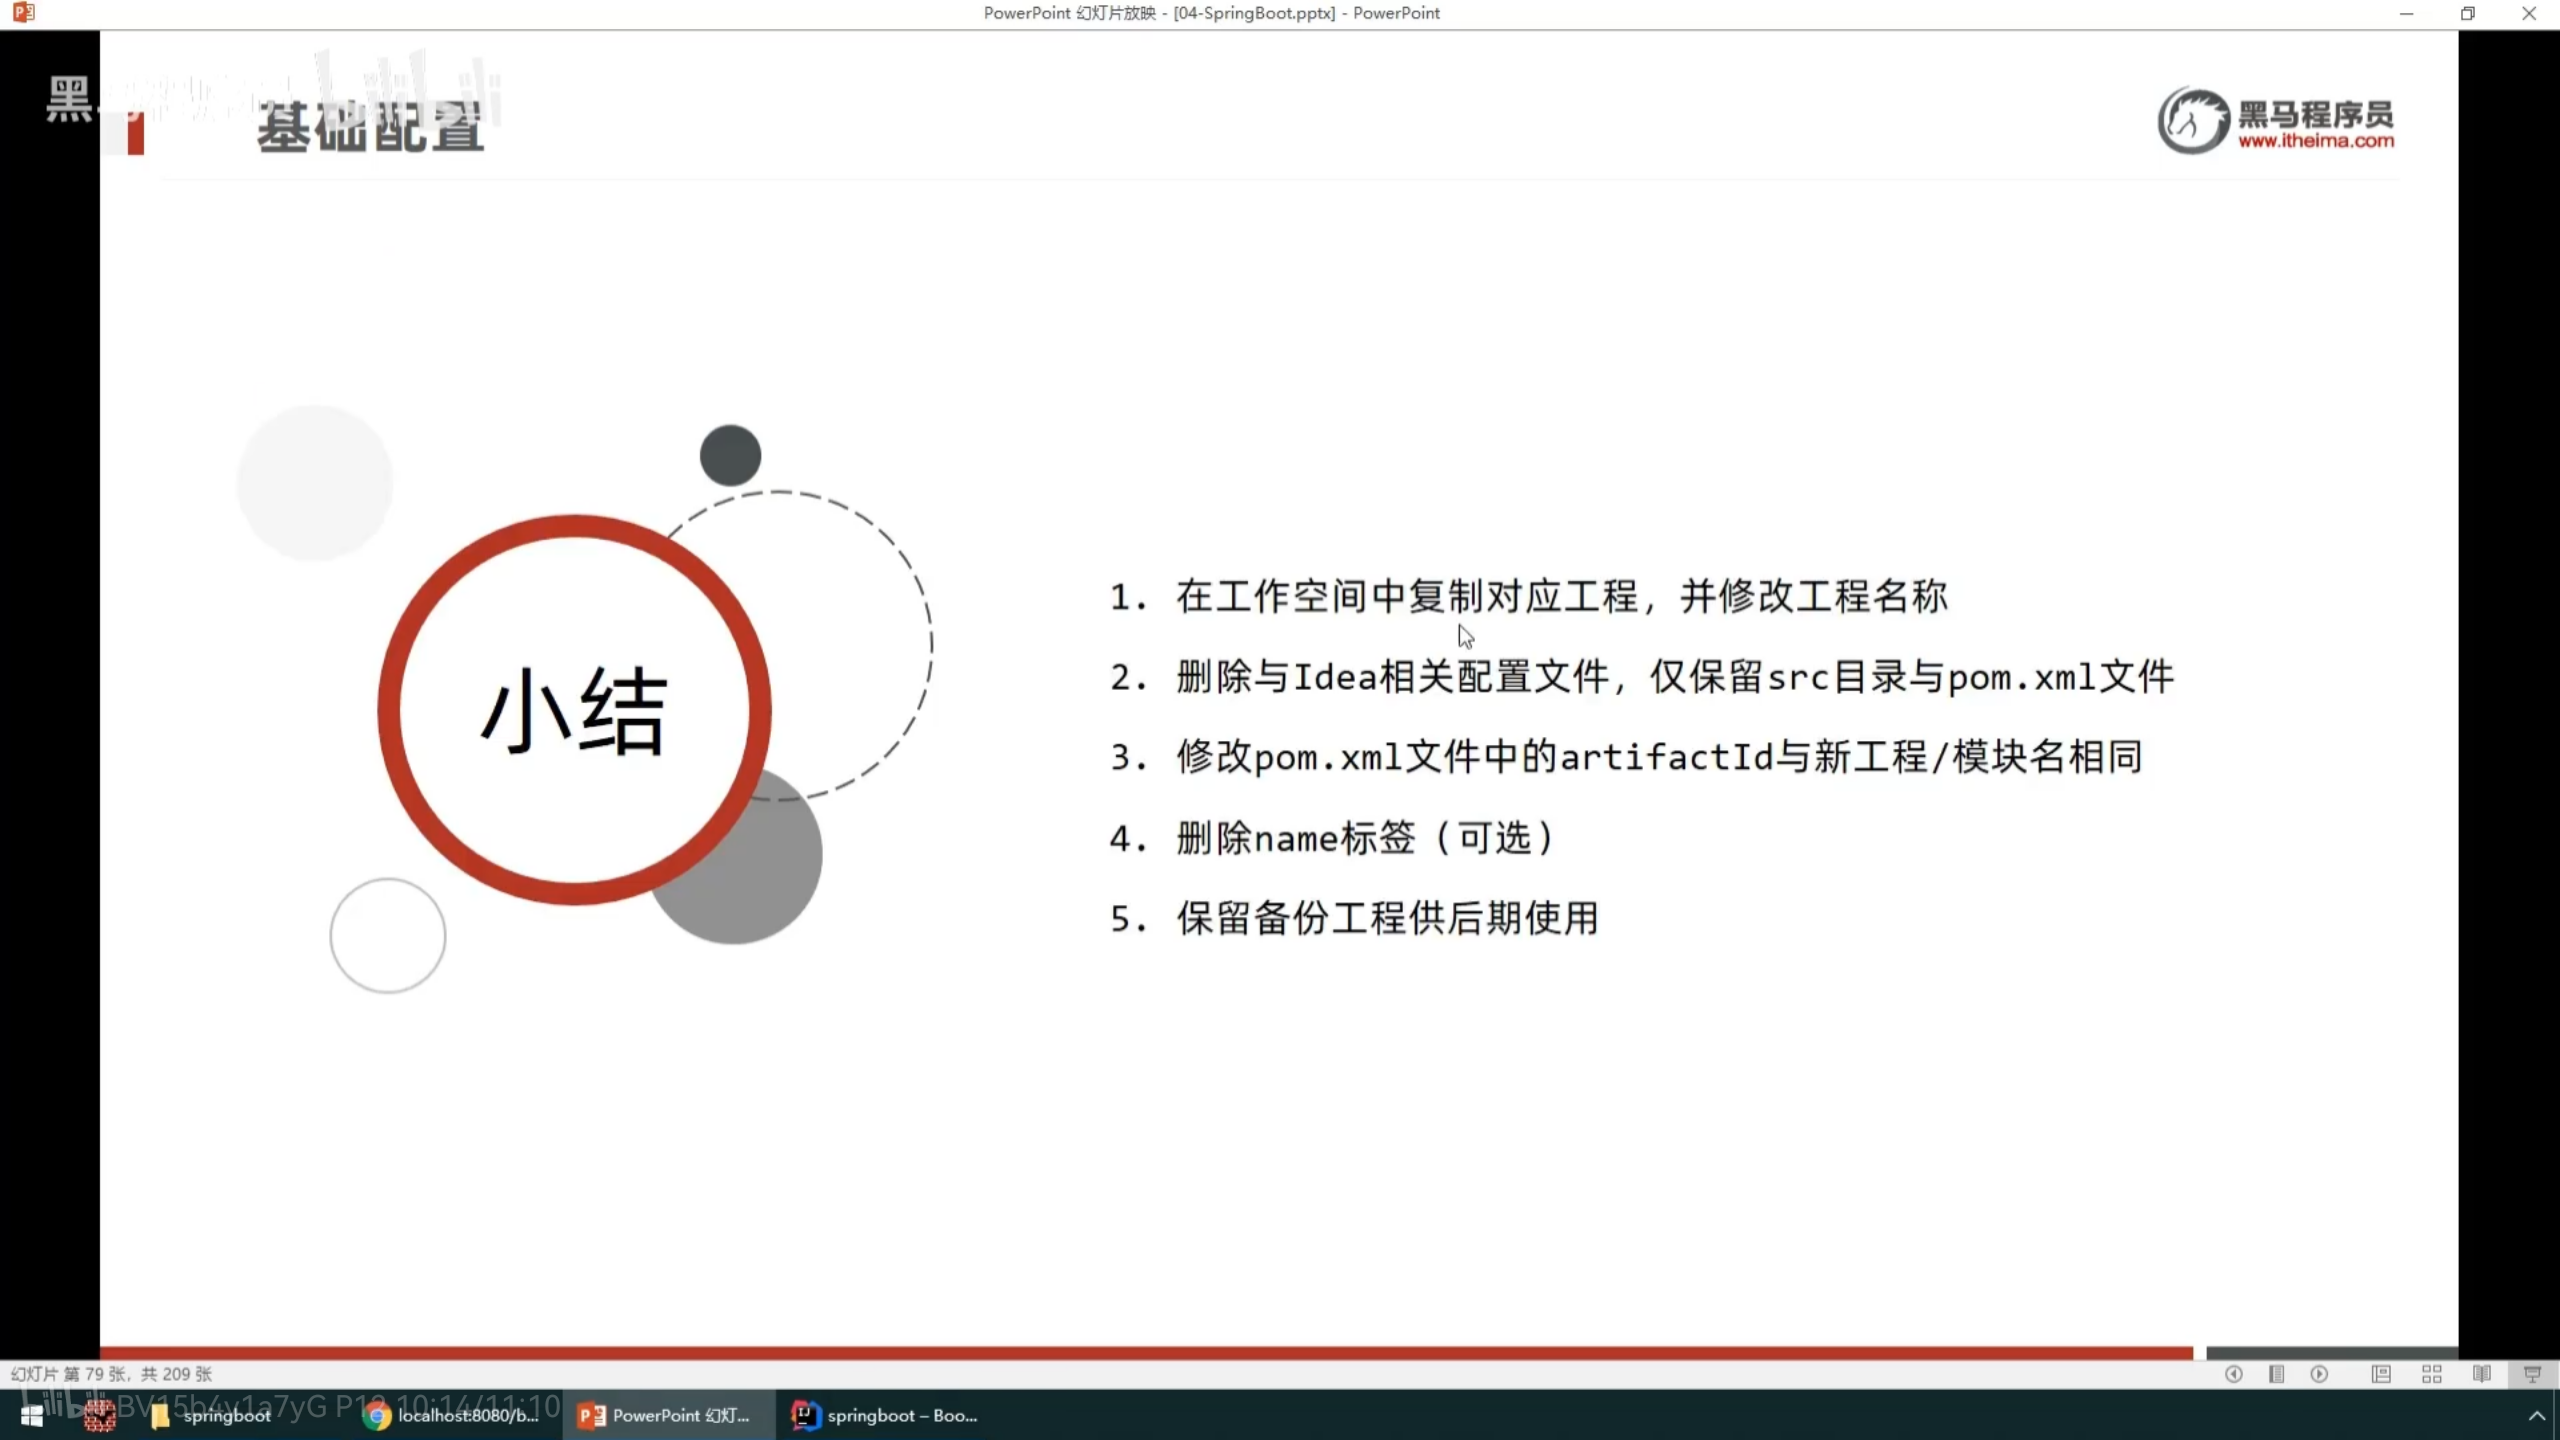 PowerPoint 幻灯片放映 - [04-SpringBoot.pptx] - PowerPoint
黑
基础配置
黑马程序员
www.itheima.com
小结
1. 在工作空间中复制对应工程，并修改工程名称
2. 删除与Idea相关配置文件，仅保留src目录与pom.xml文件
3. 修改pom.xml文件中的artifactId与新工程/模块名相同
4. 删除name标签（可选）
5. 保留备份工程供后期使用
幻灯片 第 79 张，共 209 张
10:14/11:10
springboot
localhost:8080/b...
PowerPoint 幻灯...
springboot – Boo...